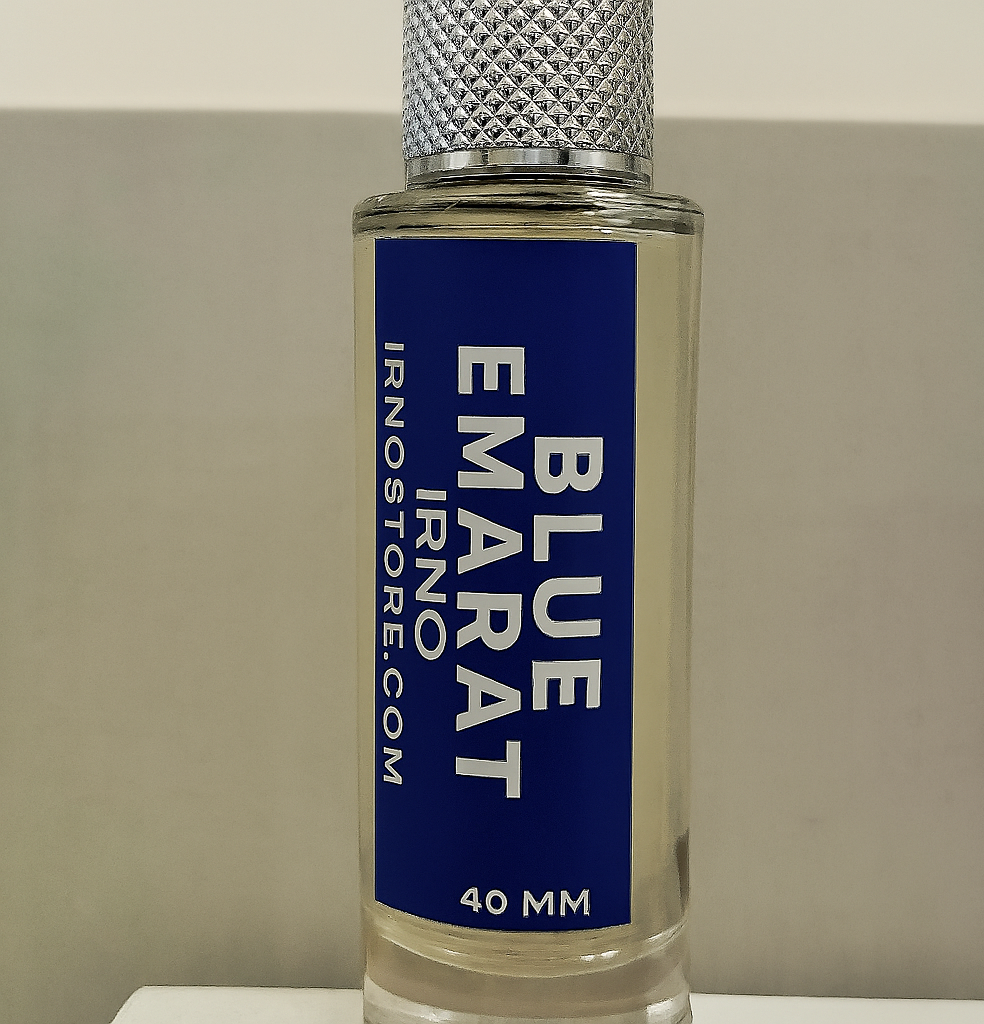 BLUE
EMARAT
IRNO
IRNOSTORE.COM
40 MM